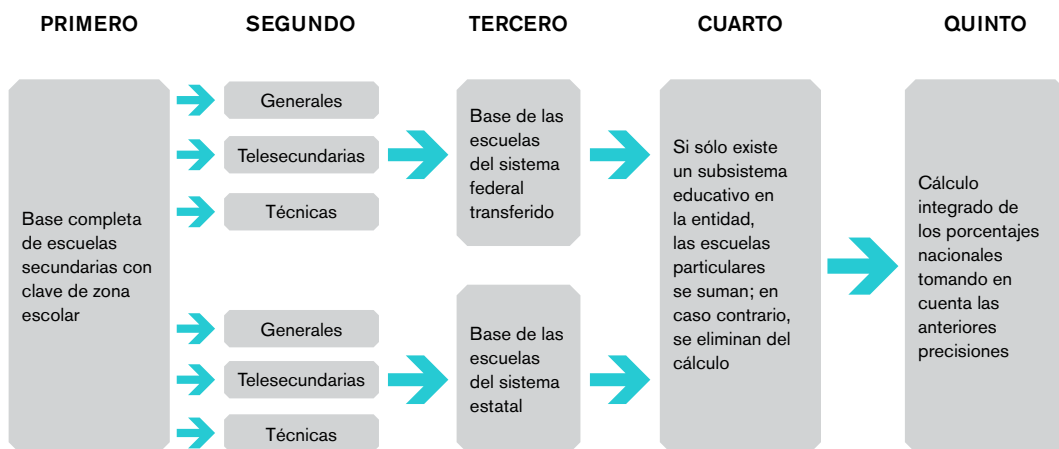 PRIMERO
SEGUNDO
TERCERO
CUARTO
QUINTO
Base completa
de escuelas
secundarias con
clave de zona
escolar
Generales
Telesecundarias
Técnicas
Generales
Telesecundarias
Técnicas
Base de las
escuelas
del sistema
federal
transferido
Base de las
escuelas
del sistema
estatal
Si sólo existe
un subsistema
educativo en
la entidad,
las escuelas
particulares
se suman; en
caso contrario,
se eliminan del
cálculo
Cálculo
integrado de
los porcentajes
nacionales
tomando en
cuenta las
anteriores
precisiones